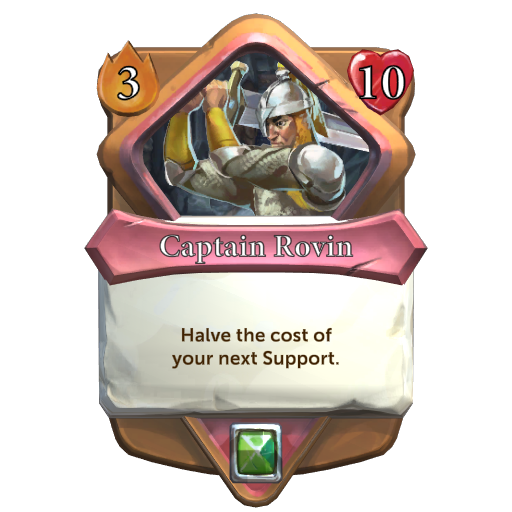 3
10
Captain Rovin
Halve the cost of
your next Support.